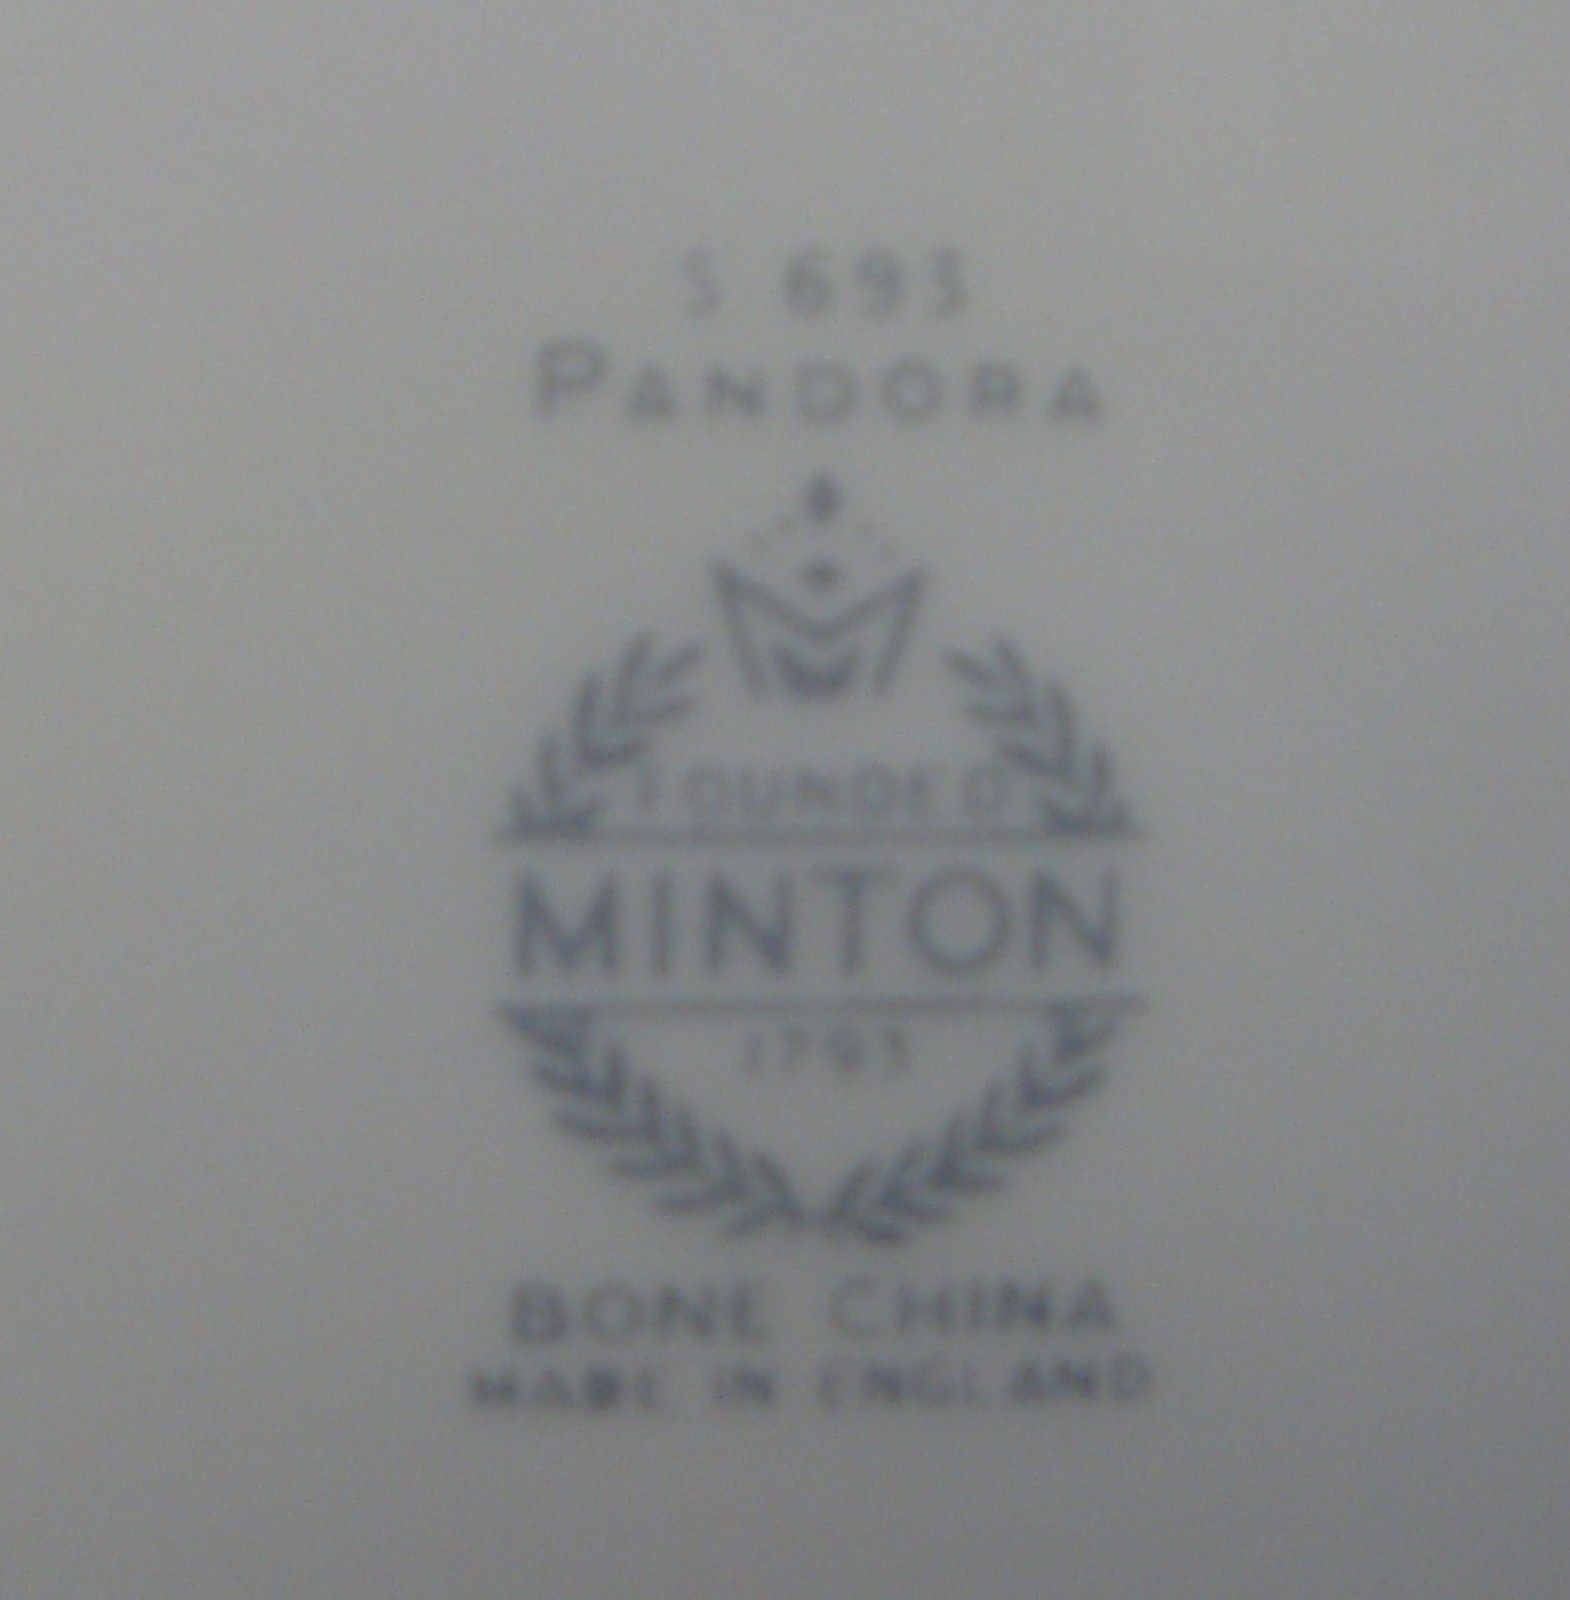 S 693
PANDORA
FOUNDED
MINTON
1793
BONE CHINA
MADE IN ENGLAND